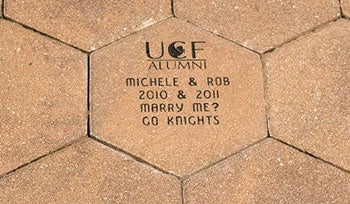 UCF
ALUMNI
MICHELE & ROB
2010 & 2011
MARRY ME?
GO KNIGHTS